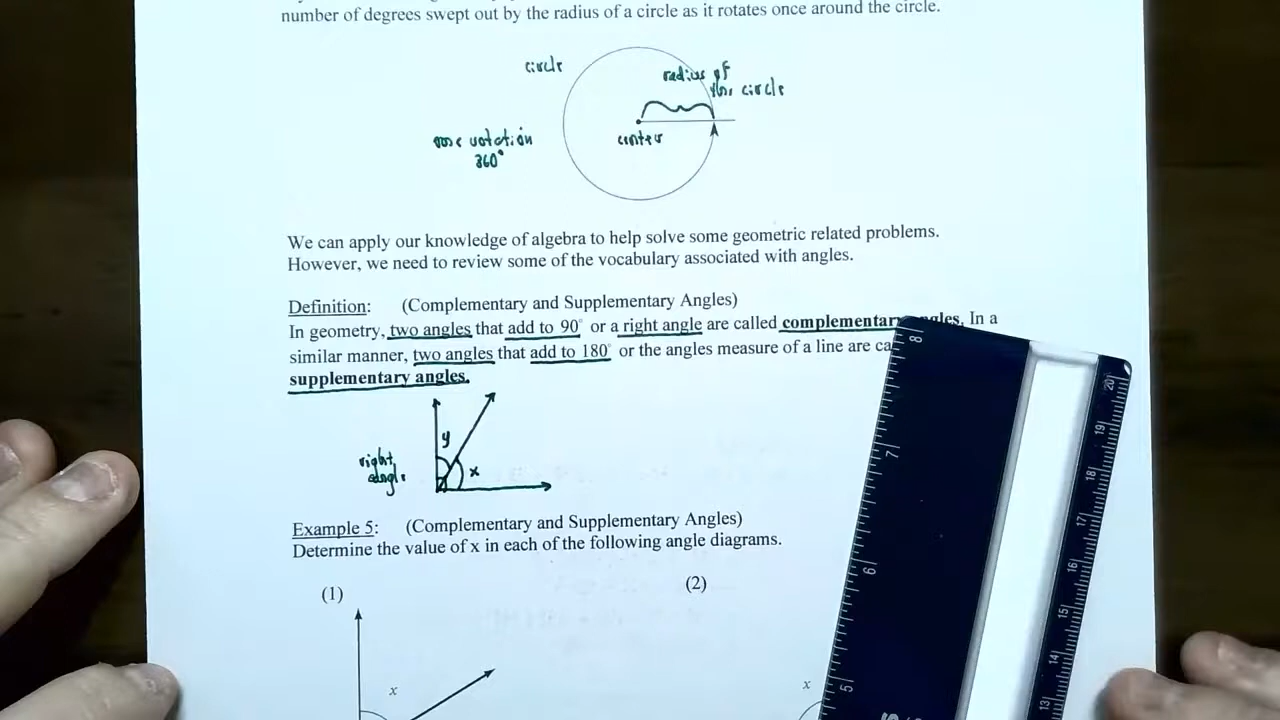 number of degrees swept out by the radius of a circle as it rotates once around the circle.
circle
radius of
the circle
one rotation
360°
center
We can apply our knowledge of algebra to help solve some geometric related problems.
However, we need to review some of the vocabulary associated with angles.
Definition: (Complementary and Supplementary Angles)
In geometry, two angles that add to 90° or a right angle are called complementary angles. In a
similar manner, two angles that add to 180° or the angles measure of a line are ca
supplementary angles.
y
x
right
angle
Example 5: (Complementary and Supplementary Angles)
Determine the value of x in each of the following angle diagrams.
(1)
(2)
x
x
8
7
6
5
20
19
18
17
16
15
14
13